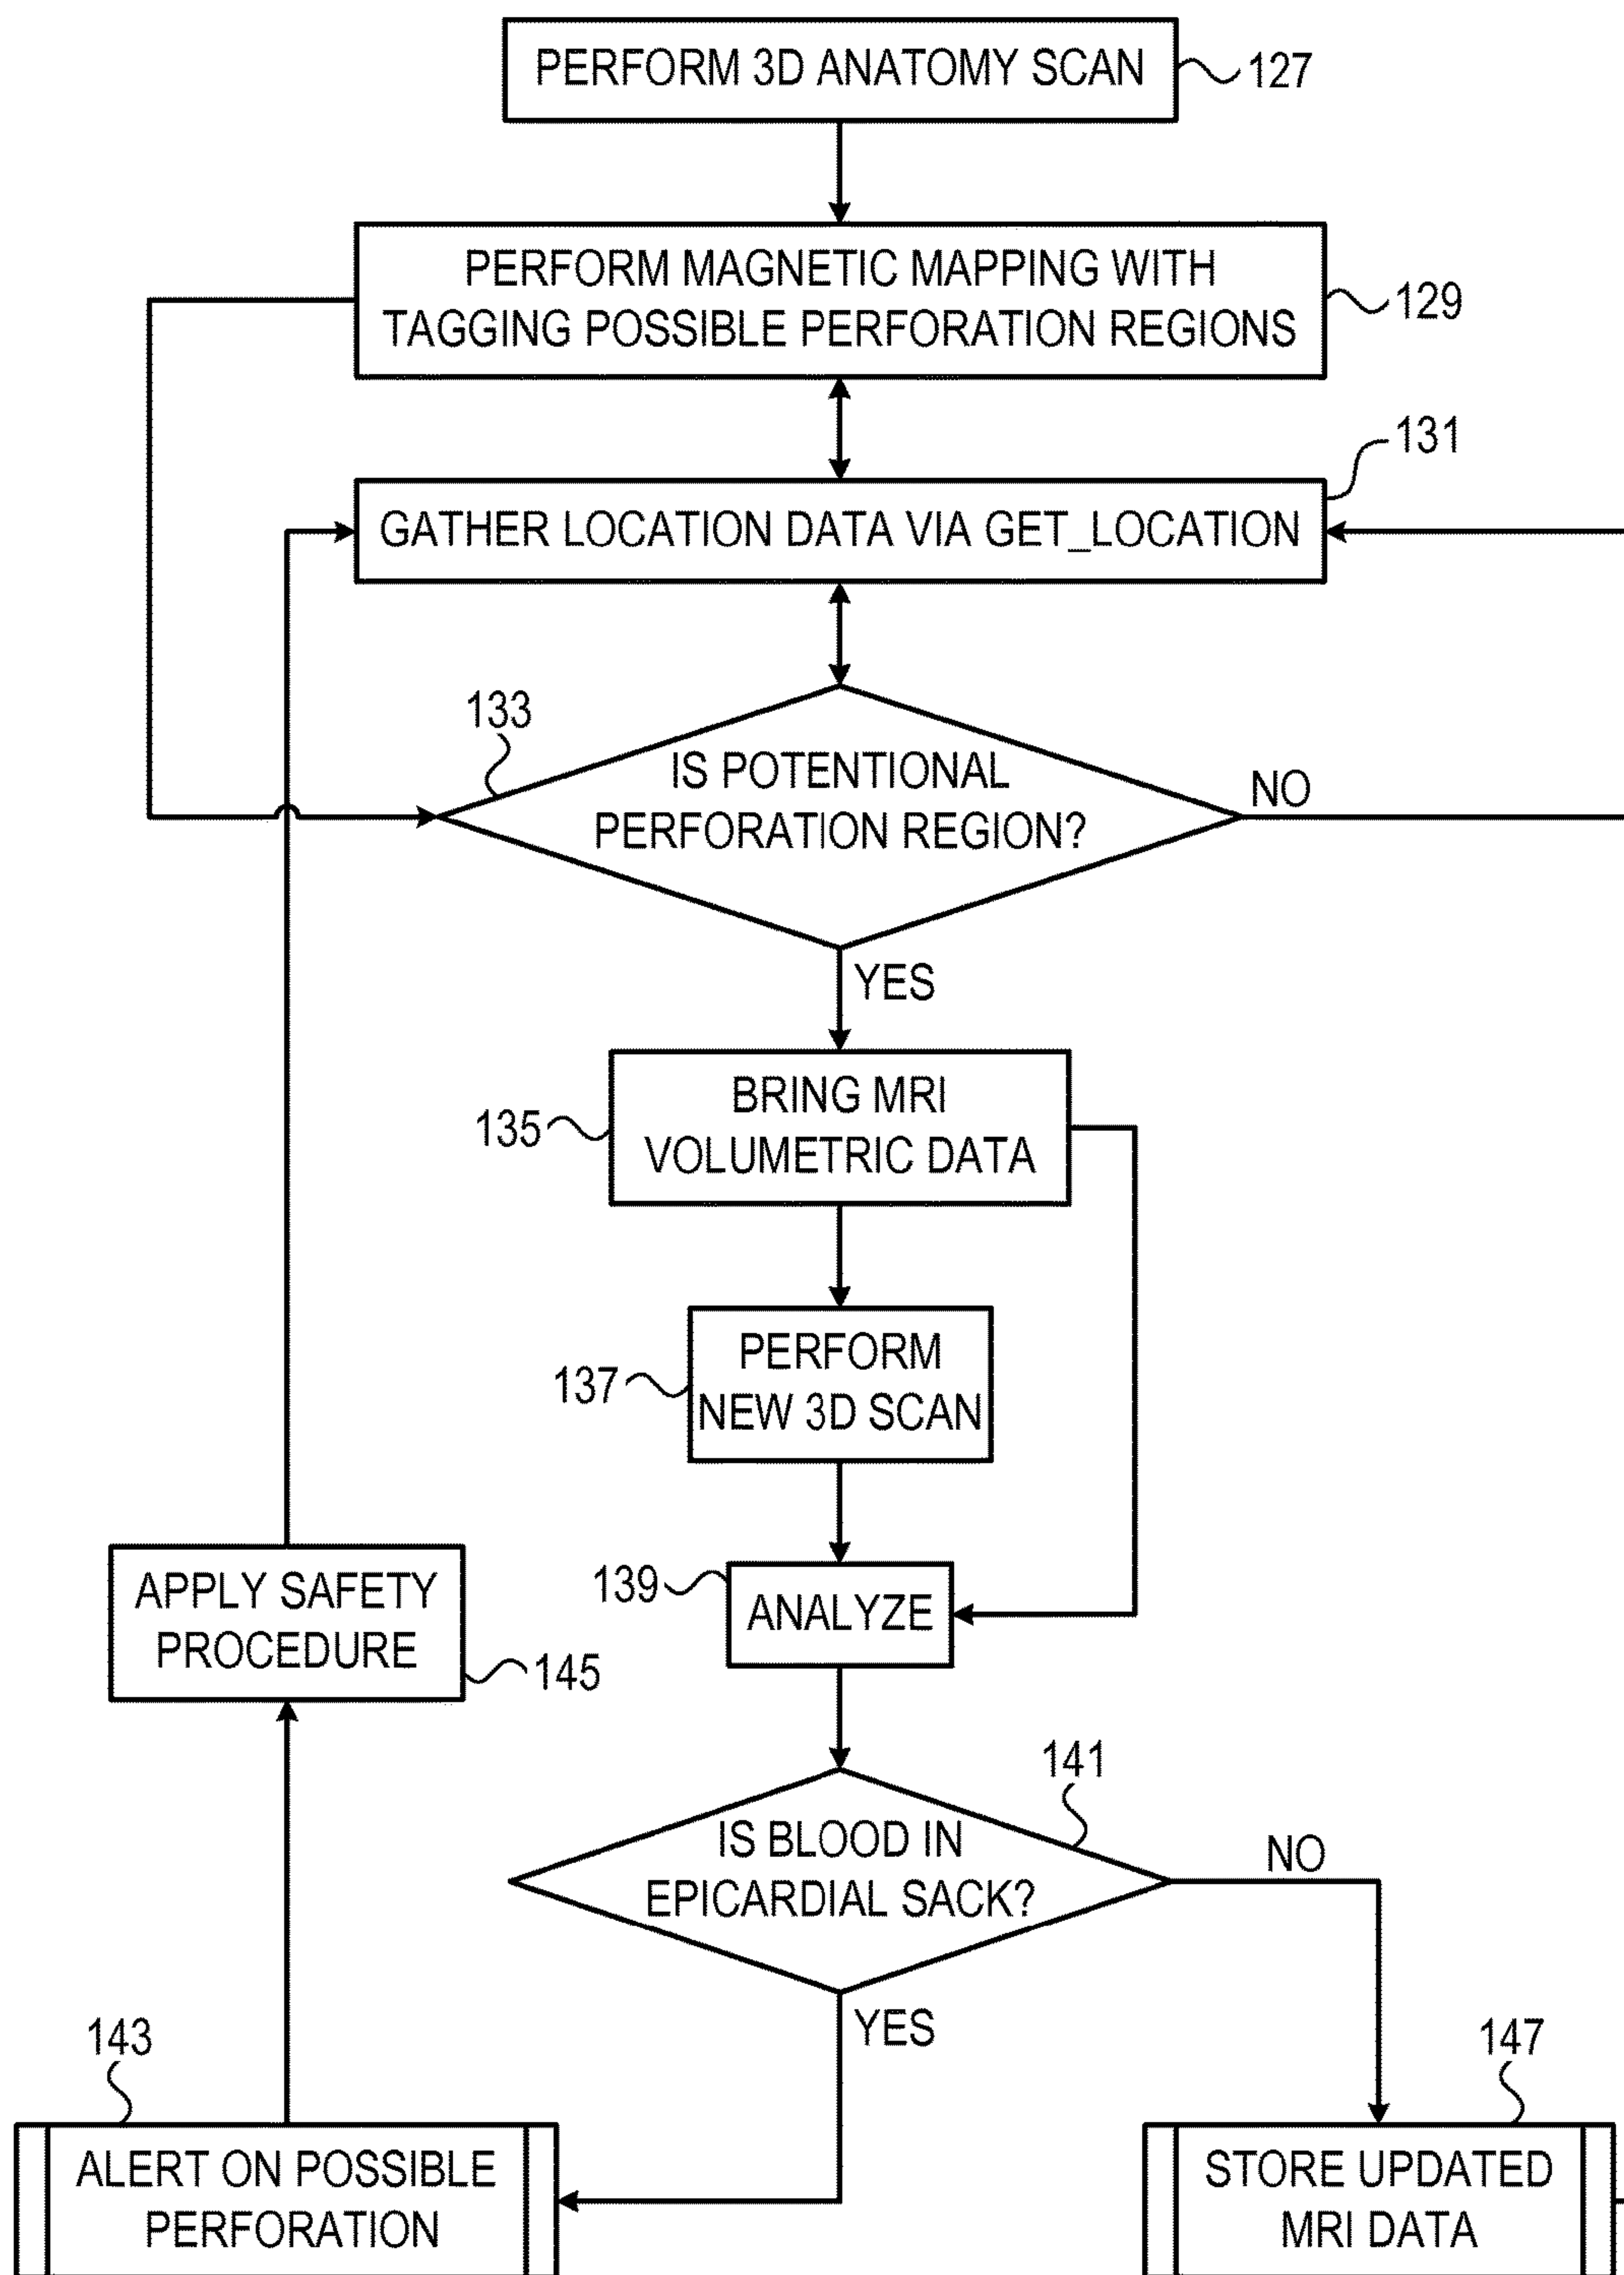 PERFORM 3D ANATOMY SCAN
127
PERFORM MAGNETIC MAPPING WITH
TAGGING POSSIBLE PERFORATION REGIONS
129
131
GATHER LOCATION DATA VIA GET_LOCATION
133
IS POTENTIONAL
PERFORATION REGION?
NO
YES
135
BRING MRI
VOLUMETRIC DATA
137
PERFORM
NEW 3D SCAN
139
ANALYZE
APPLY SAFETY
PROCEDURE
145
141
IS BLOOD IN
EPICARDIAL SACK?
NO
YES
143
ALERT ON POSSIBLE
PERFORATION
147
STORE UPDATED
MRI DATA